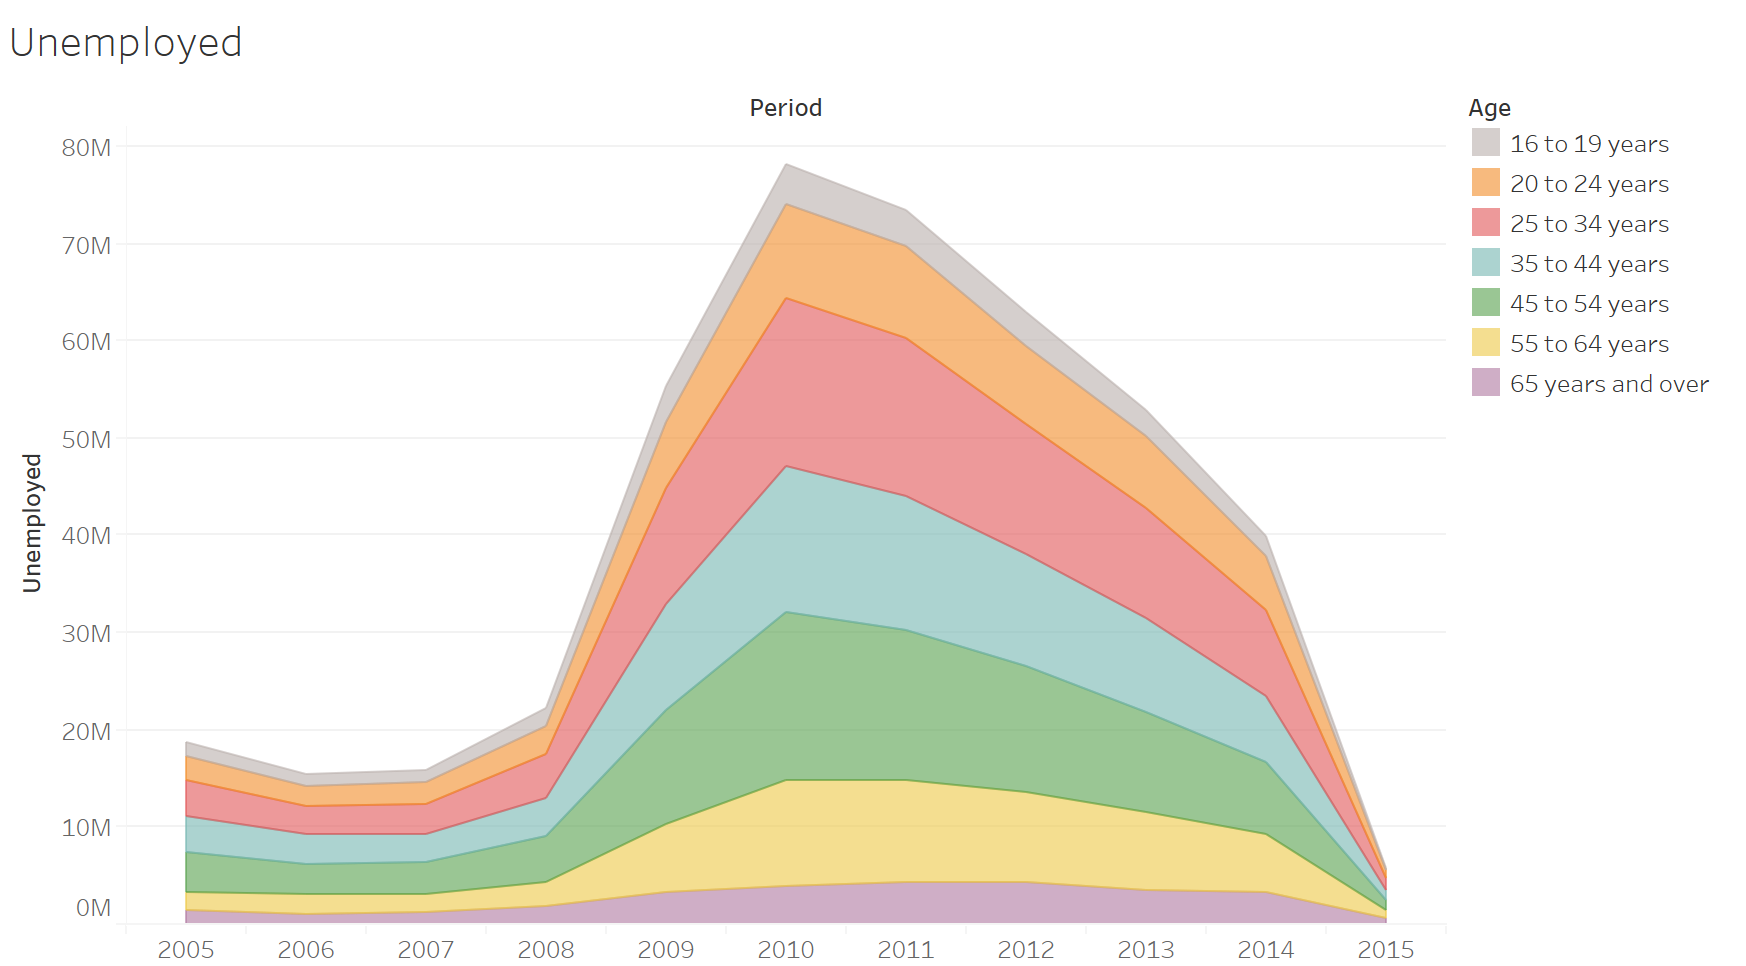 Unemployed
Period
Age
16 to 19 years
20 to 24 years
25 to 34 years
35 to 44 years
45 to 54 years
55 to 64 years
65 years and over
Unemployed
80M
70M
60M
50M
40M
30M
20M
10M
0M
2005 2006 2007 2008 2009 2010 2011 2012 2013 2014 2015